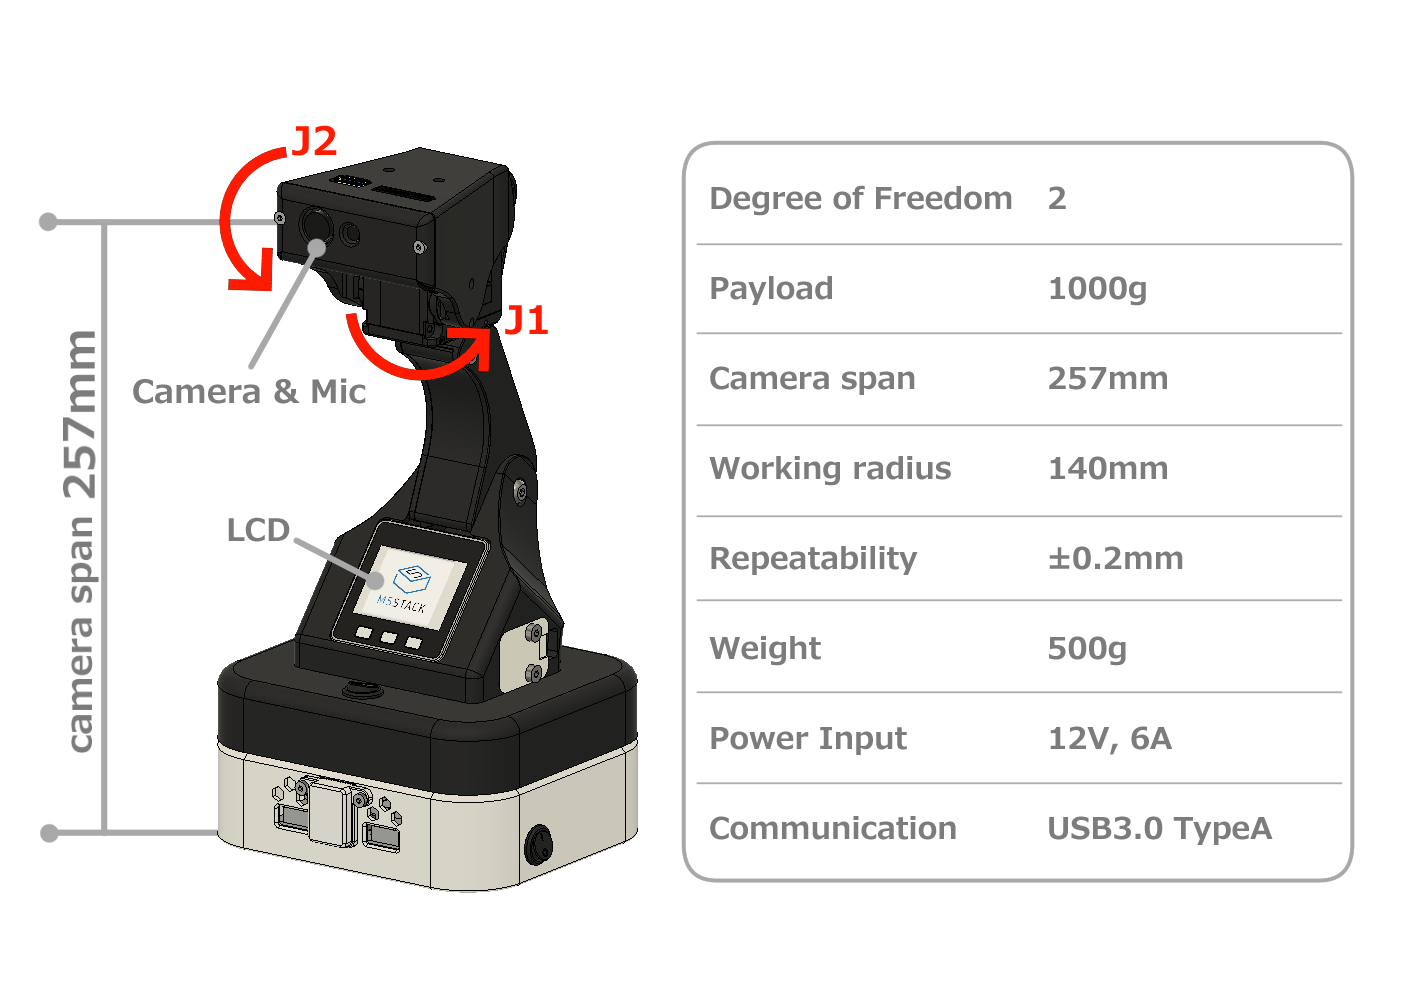 J2
J1
Camera & Mic
camera span 257mm
LCD
M5STACK
Degree of Freedom 2
Payload 1000g
Camera span 257mm
Working radius 140mm
Repeatability ±0.2mm
Weight 500g
Power Input 12V, 6A
Communication USB3.0 TypeA